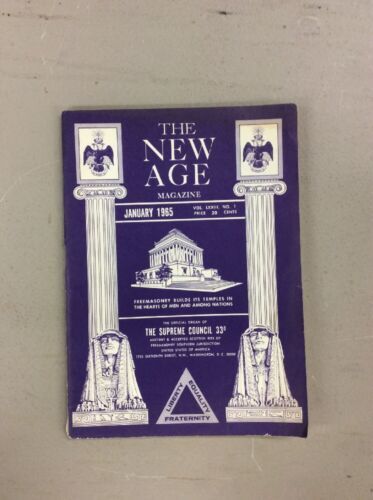 THE
NEW
AGE
MAGAZINE
JANUARY 1965
VOL. LXXIII, NO. 1
PRICE 20 CENTS
FREEMASONRY BUILDS ITS TEMPLES IN
THE HEARTS OF MEN AND AMONG NATIONS
THE OFFICIAL ORGAN OF
THE SUPREME COUNCIL 33°
ANCIENT & ACCEPTED SCOTTISH RITE OF
FREEMASONRY SOUTHERN JURISDICTION
UNITED STATES OF AMERICA
1733 SIXTEENTH STREET, N.W., WASHINGTON, D. C. 20009
LIBERTY
EQUALITY
FRATERNITY